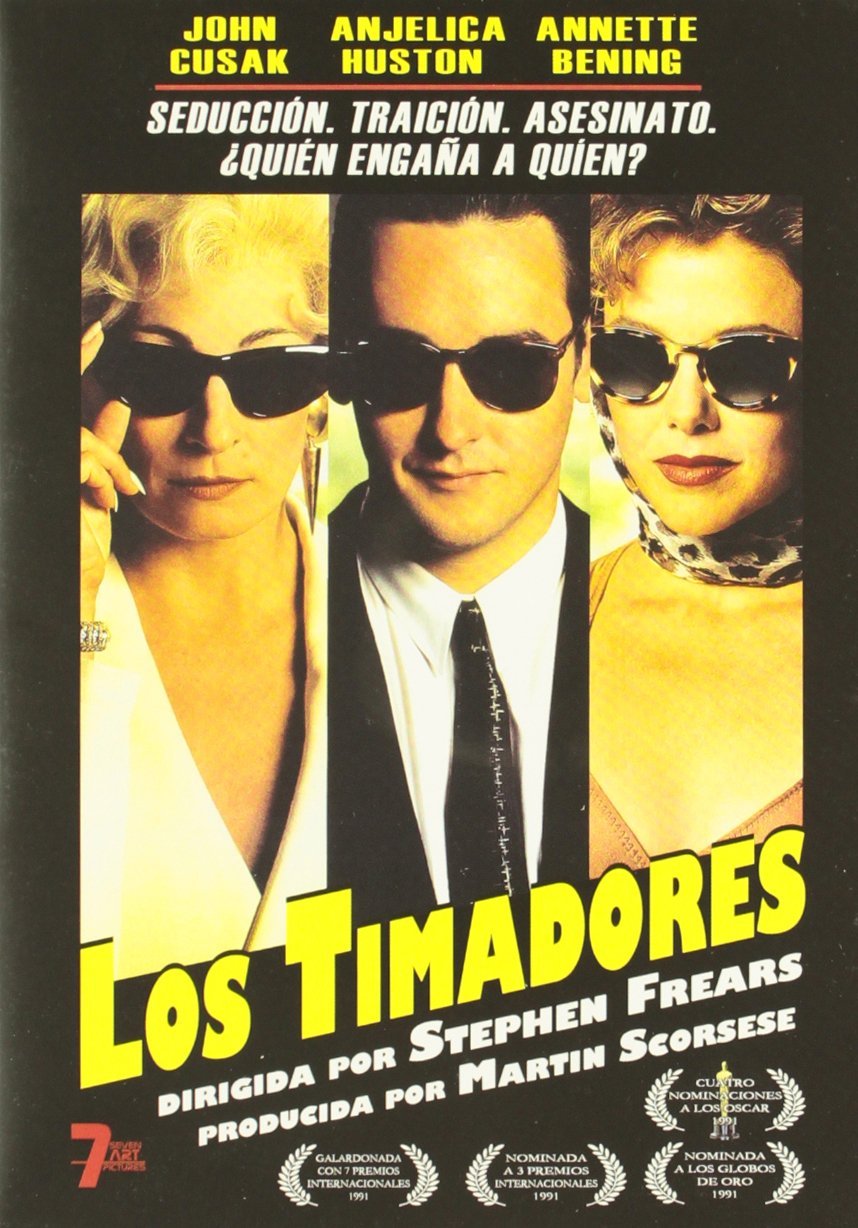 JOHN ANJELICA ANNETTE
CUSAK HUSTON BENING
SEDUCCIÓN. TRAICIÓN. ASESINATO.
¿QUIÉN ENGAÑA A QUÍEN?
LOS TIMADORES
DIRIGIDA POR STEPHEN FREARS
PRODUCIDA POR MARTIN SCORSESE
CUATRO
NOMINACIONES
A LOS OSCAR
1991
7 SEVEN
ART
PICTURES
GALARDONADA
CON 7 PREMIOS
INTERNACIONALES
1991
NOMINADA
A 3 PREMIOS
INTERNACIONALES
1991
NOMINADA
A LOS GLOBOS
DE ORO
1991